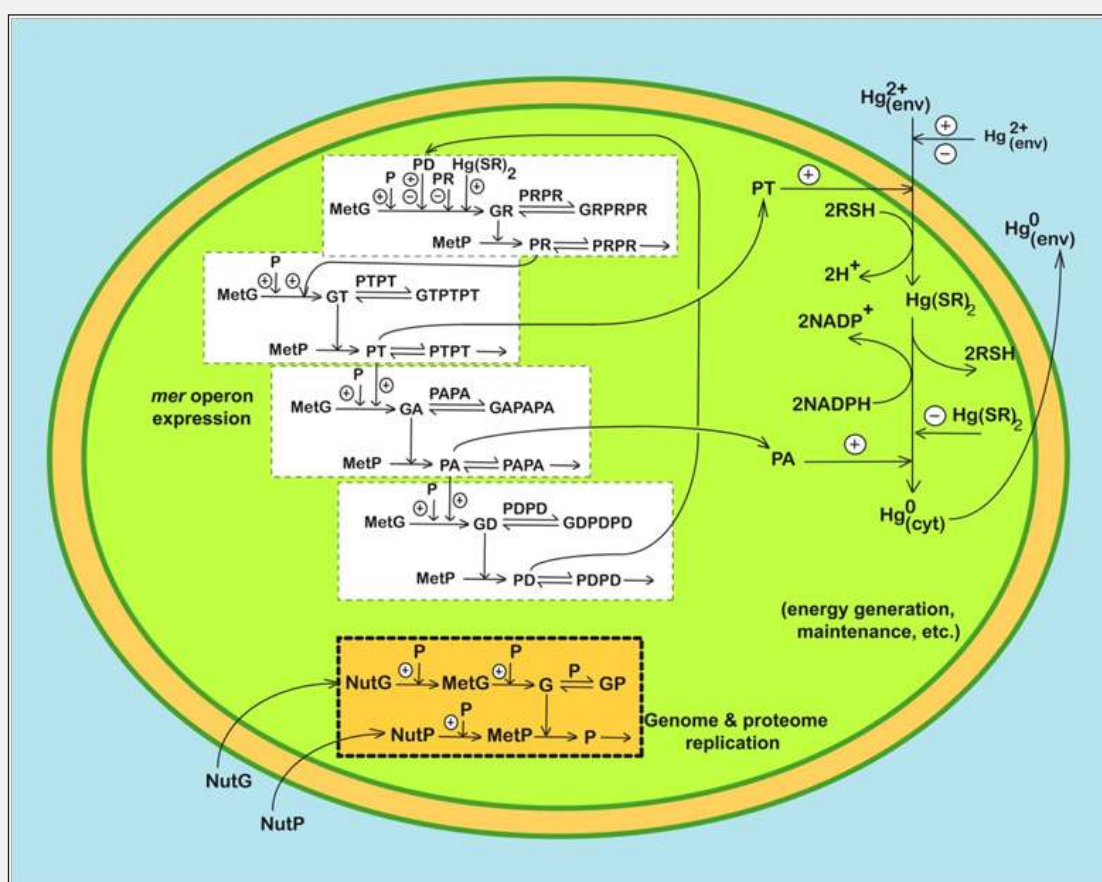 Hg2+(env)
+
Hg2+(env)
−
PD Hg(SR)2
P + PR
+ − − +
PRPR
MetG GR GRPRPR
MetP PR PRPR
PT +
2RSH
Hg0(env)
2H+
P
+ + PTPT
MetG GT GTPTPT
Hg(SR)2
2NADP+
MetP PT PTPT
2RSH
P
+ + PAPA
mer operon
expression
MetG GA GAPAPA
2NADPH
− Hg(SR)2
MetP PA PAPA
PA +
P
+ + PDPD
MetG GD GDPDPD
Hg0(cyt)
MetP PD PDPD
(energy generation,
maintenance, etc.)
P P
+ + P
NutG MetG G GP
P
+
NutP MetP P
Genome & proteome
replication
NutG
NutP